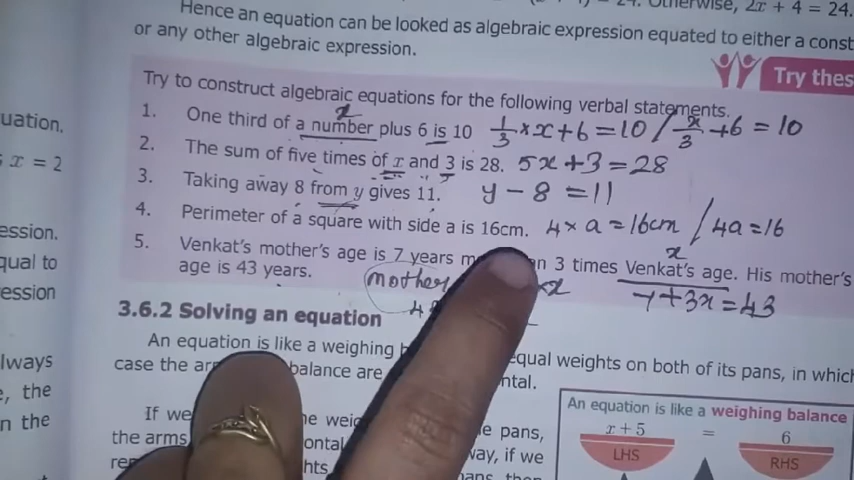 Otherwise, 2x + 4 = 24.
Hence an equation can be looked as algebraic expression equated to either a const
or any other algebraic expression.
Try thes
Try to construct algebraic equations for the following verbal statements.
x
1. One third of a number plus 6 is 10 1/3 × x + 6 = 10 / x/3 + 6 = 10
2. The sum of five times of x and 3 is 28. 5x + 3 = 28
3. Taking away 8 from y gives 11. y - 8 = 11
4. Perimeter of a square with side a is 16cm. 4 × a = 16cm / 4a = 16
x
5. Venkat's mother's age is 7 years 3 times Venkat's age. His mother's
age is 43 years. mother x 7 + 3x = 43
3.6.2 Solving an equation
An equation is like a weighing equal weights on both of its pans, in which
case the balance are
If we pans,
the arms way, if we
An equation is like a weighing balance
x + 5 = 6
LHS RHS
uation.
x = 2
ession.
qual to
ession
lways
, the
n the